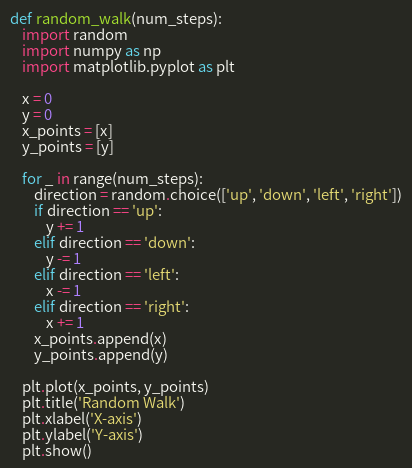 def random_walk(num_steps):
    import random
    import numpy as np
    import matplotlib.pyplot as plt

    x = 0
    y = 0
    x_points = [x]
    y_points = [y]

    for _ in range(num_steps):
        direction = random.choice(['up', 'down', 'left', 'right'])
        if direction == 'up':
            y += 1
        elif direction == 'down':
            y -= 1
        elif direction == 'left':
            x -= 1
        elif direction == 'right':
            x += 1
        x_points.append(x)
        y_points.append(y)

    plt.plot(x_points, y_points)
    plt.title('Random Walk')
    plt.xlabel('X-axis')
    plt.ylabel('Y-axis')
    plt.show()